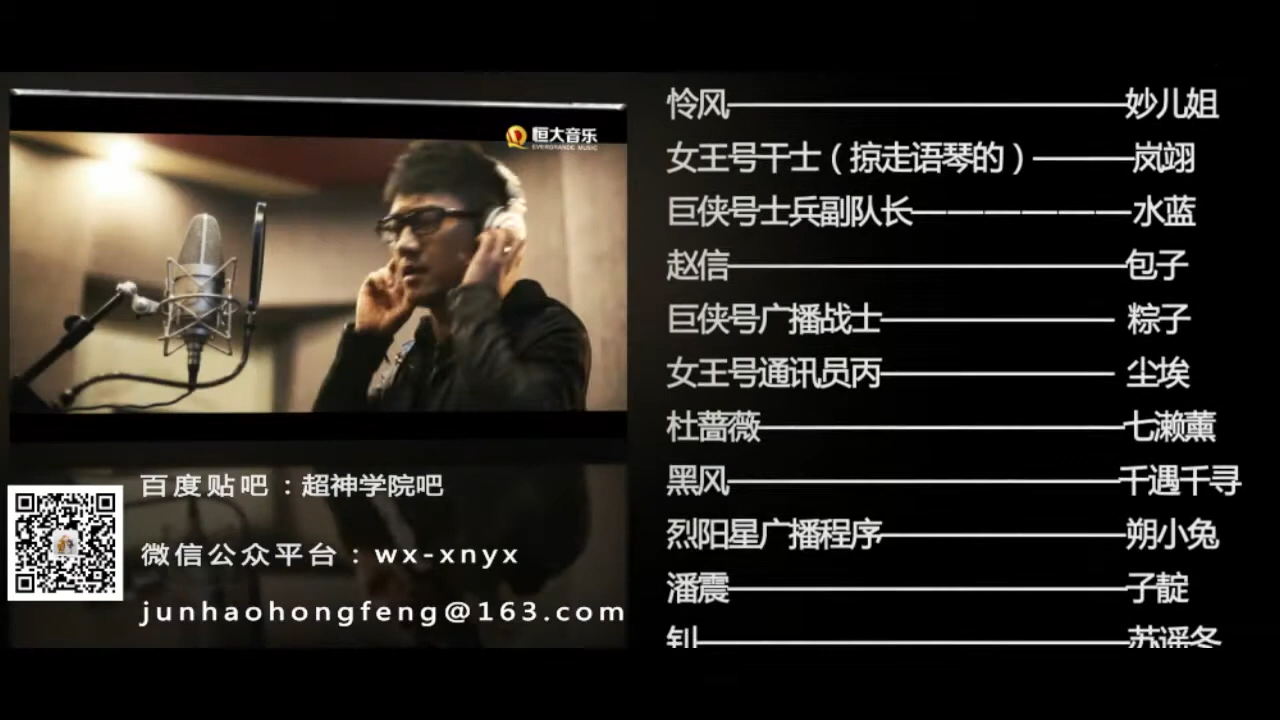 恒大音乐
EVERGRANDE MUSIC
百度贴吧：超神学院吧
微信公众平台：wx-xnyx
junhaohongfeng@163.com
怜风——————妙儿姐
女王号干士（掠走语琴的）———岚翊
巨侠号士兵副队长——————水蓝
赵信——————包子
巨侠号广播战士—————— 粽子
女王号通讯员丙—————— 尘埃
杜蔷薇——————七濑薰
黑风——————千遇千寻
烈阳星广播程序——————朔小兔
潘震——————子靛
钊——————苏谣冬